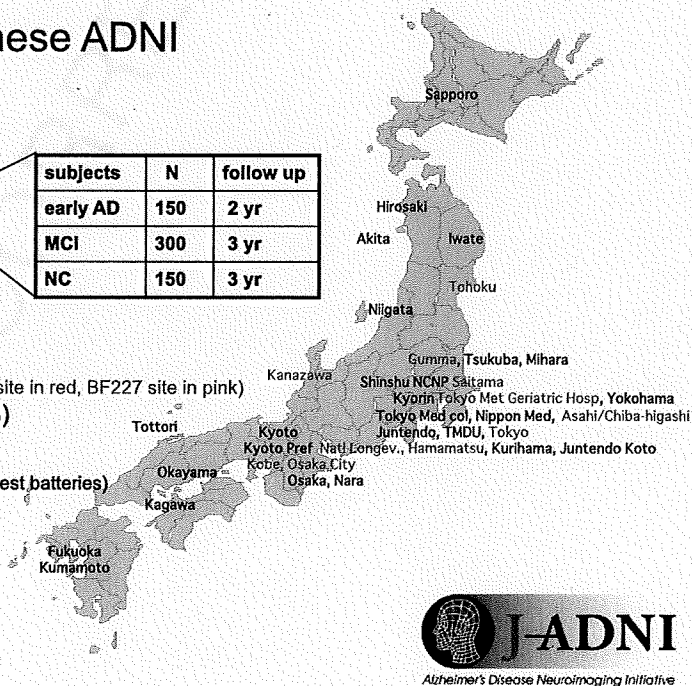 nese ADNI
subjects N follow up
early AD 150 2 yr
MCI 300 3 yr
NC 150 3 yr
site in red, BF227 site in pink)
)
est batteries)
Sapporo
Hirosaki
Akita Iwate
Tohoku
Niigata
Gumma, Tsukuba, Mihara
Kanazawa
Shinshu NCNP Saitama
Kyorin Tokyo Met Geriatric Hosp, Yokohama
Tokyo Med col, Nippon Med, Asahi/Chiba-higashi
Tottori Kyoto Juntendo, TMDU, Tokyo
Kyoto Pref Natl Longev., Hamamatsu, Kurihama, Juntendo Koto
Kobe, Osaka City
Okayama Osaka, Nara
Kagawa
Fukuoka
Kumamoto
J-ADNI
Alzheimer's Disease Neuroimaging Initiative